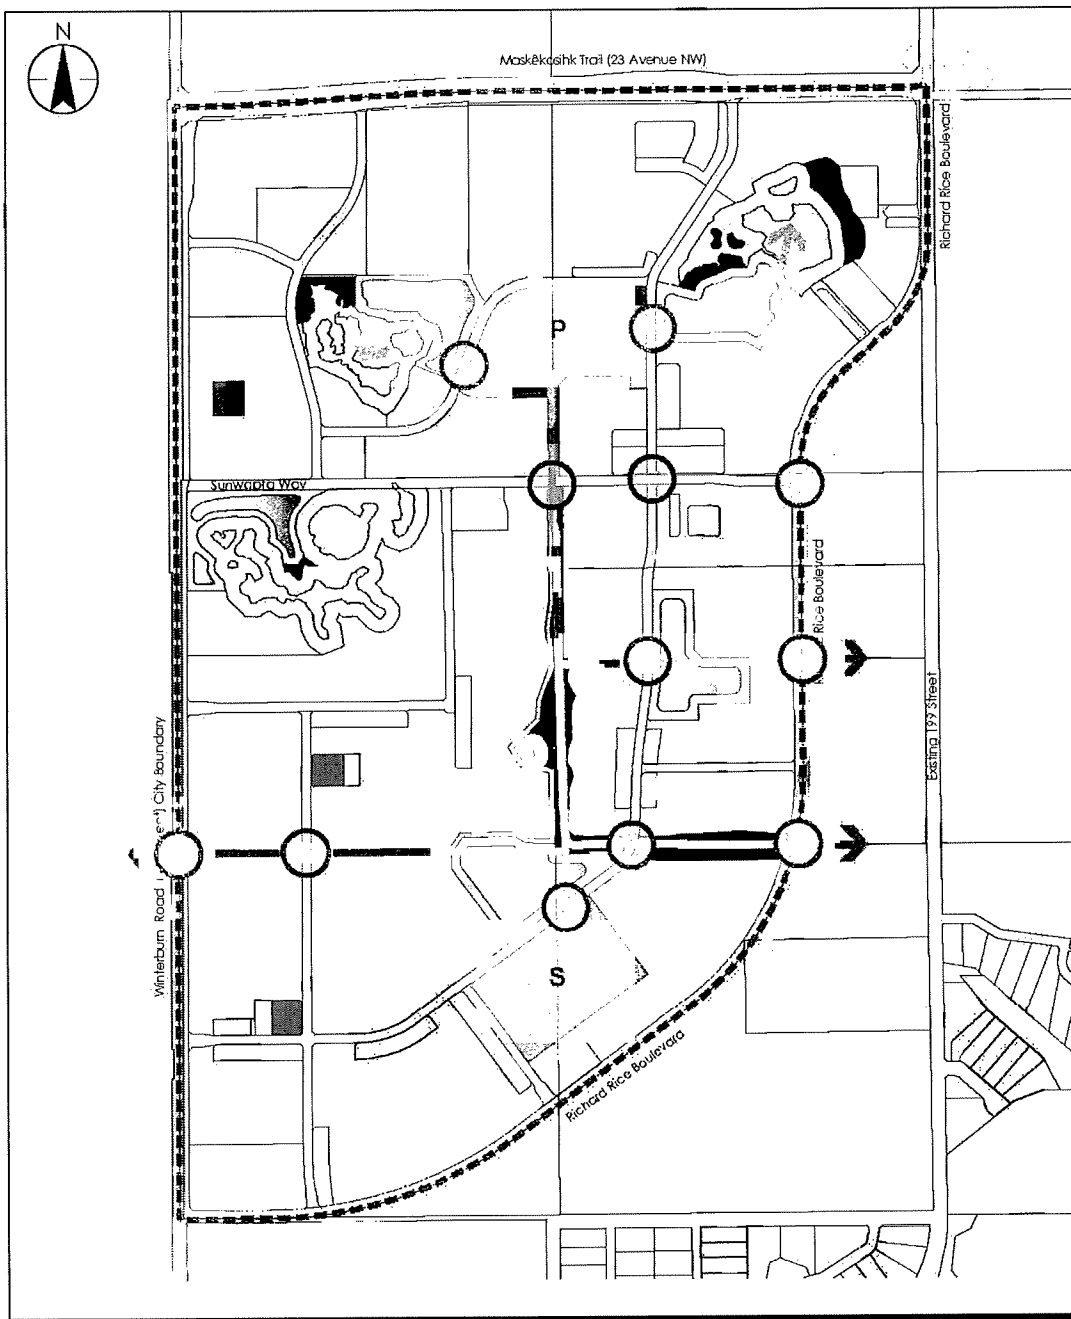 N
Maskêkosihk Trail (23 Avenue NW)
Richard Rice Boulevard
P
Sunwapta Way
Rice Boulevard
Existing 199 Street
Winterburn Road
City Boundary
S
Richard Rice Boulevard